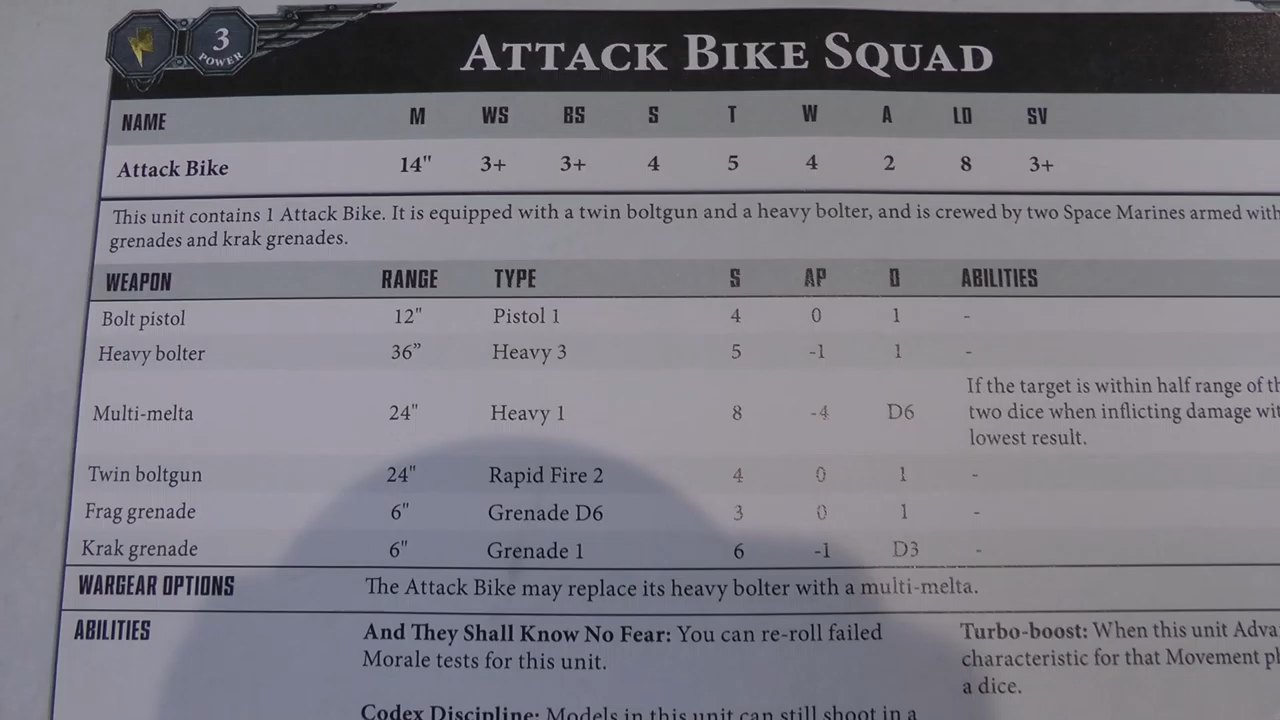 3
POWER
ATTACK BIKE SQUAD
NAME M WS BS S T W A LD SV
Attack Bike 14" 3+ 3+ 4 5 4 2 8 3+
This unit contains 1 Attack Bike. It is equipped with a twin boltgun and a heavy bolter, and is crewed by two Space Marines armed with
grenades and krak grenades.
WEAPON RANGE TYPE S AP D ABILITIES
Bolt pistol 12" Pistol 1 4 0 1 -
Heavy bolter 36” Heavy 3 5 -1 1 -
Multi-melta 24" Heavy 1 8 -4 D6 If the target is within half range of
two dice when inflicting damage
lowest result.
Twin boltgun 24" Rapid Fire 2 4 0 1 -
Frag grenade 6" Grenade D6 3 0 1 -
Krak grenade 6" Grenade 1 6 -1 D3 -
WARGEAR OPTIONS The Attack Bike may replace its heavy bolter with a multi-melta.
ABILITIES
And They Shall Know No Fear: You can re-roll failed
Morale tests for this unit.
Codex Discipline: Models in this unit can still shoot in a
Turbo-boost: When this unit
characteristic for that Movement
a dice.